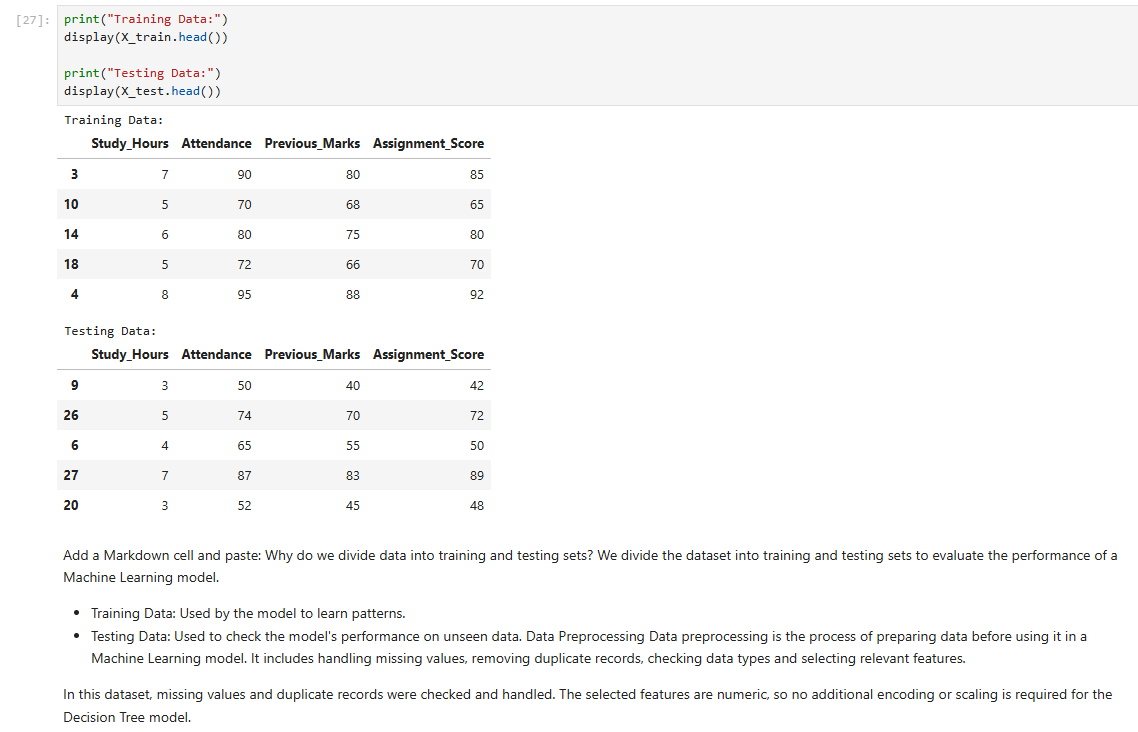 [27]: print("Training Data:")
display(X_train.head())
print("Testing Data:")
display(X_test.head())
Training Data:
Study_Hours Attendance Previous_Marks Assignment_Score
3 7 90 80 85
10 5 70 68 65
14 6 80 75 80
18 5 72 66 70
4 8 95 88 92
Testing Data:
Study_Hours Attendance Previous_Marks Assignment_Score
9 3 50 40 42
26 5 74 70 72
6 4 65 55 50
27 7 87 83 89
20 3 52 45 48
Add a Markdown cell and paste: Why do we divide data into training and testing sets? We divide the dataset into training and testing sets to evaluate the performance of a
Machine Learning model.
• Training Data: Used by the model to learn patterns.
• Testing Data: Used to check the model's performance on unseen data. Data Preprocessing Data preprocessing is the process of preparing data before using it in a
Machine Learning model. It includes handling missing values, removing duplicate records, checking data types and selecting relevant features.
In this dataset, missing values and duplicate records were checked and handled. The selected features are numeric, so no additional encoding or scaling is required for the
Decision Tree model.